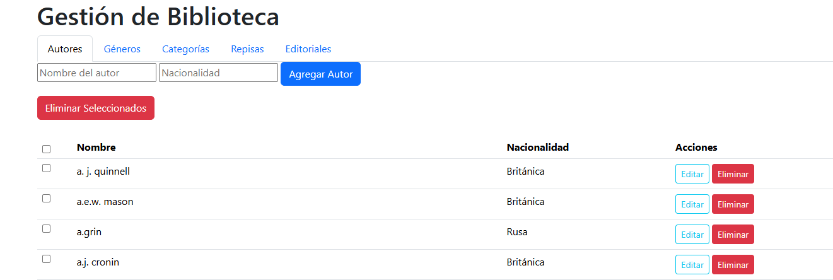 Gestión de Biblioteca
Autores Géneros Categorías Repisas Editoriales
Nombre del autor Nacionalidad Agregar Autor
Eliminar Seleccionados
Nombre Nacionalidad Acciones
a. j. quinnell Británica Editar Eliminar
a.e.w. mason Británica Editar Eliminar
a.grin Rusa Editar Eliminar
a.j. cronin Británica Editar Eliminar